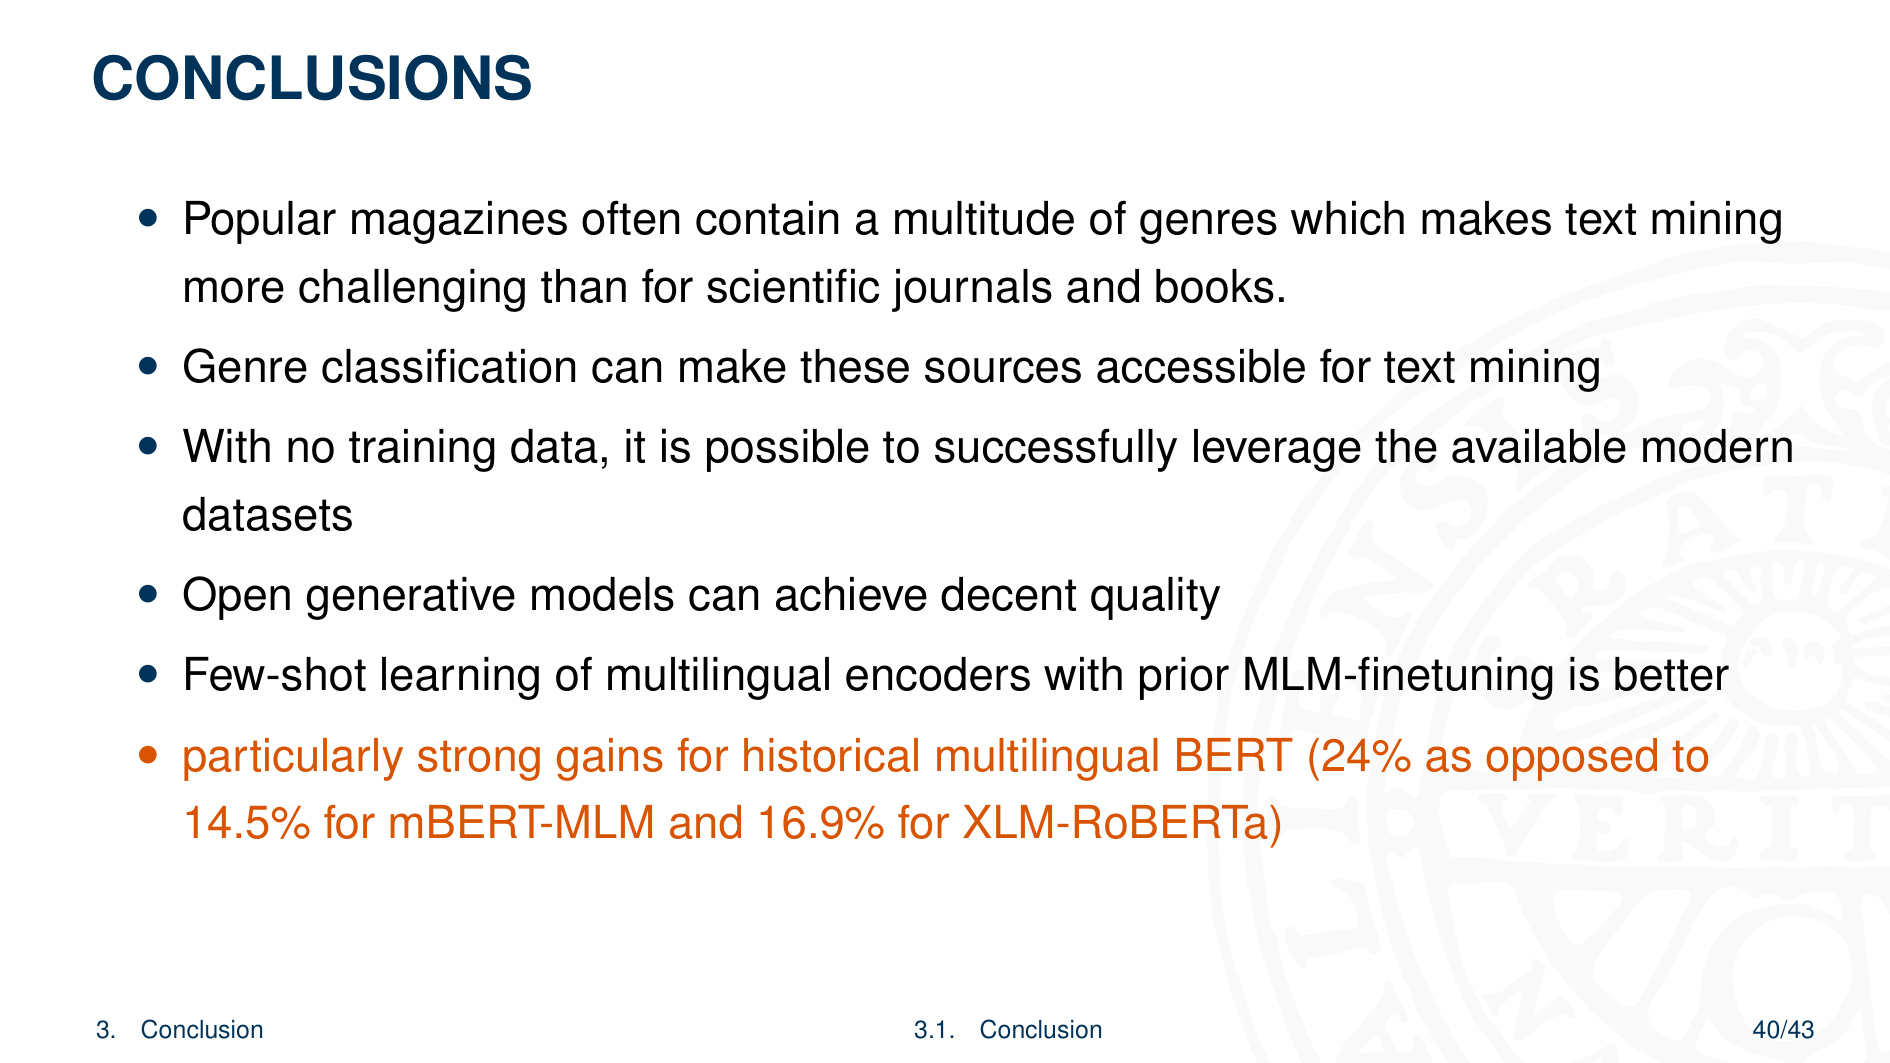 CONCLUSIONS
• Popular magazines often contain a multitude of genres which makes text mining
more challenging than for scientific journals and books.
• Genre classification can make these sources accessible for text mining
• With no training data, it is possible to successfully leverage the available modern
datasets
• Open generative models can achieve decent quality
• Few-shot learning of multilingual encoders with prior MLM-finetuning is better
• particularly strong gains for historical multilingual BERT (24% as opposed to
14.5% for mBERT-MLM and 16.9% for XLM-RoBERTa)
3. Conclusion
3.1. Conclusion
40/43